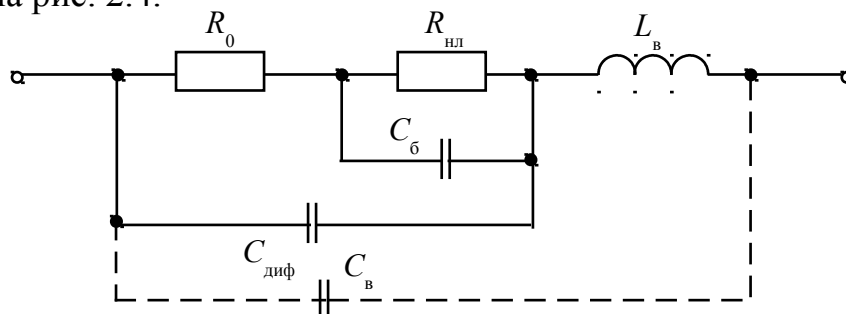 на рис. 2.4.
R₀ Rнл Lв
Cб
Cдиф Cв